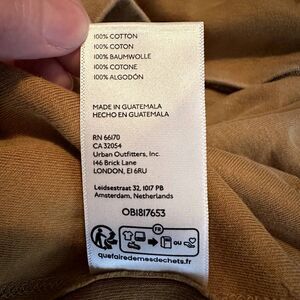 100% COTTON
100% COTON
100% BAUMWOLLE
100% COTONE
100% ALGODÓN
MADE IN GUATEMALA
HECHO EN GUATEMALA
RN 66170
CA 32054
Urban Outfitters, Inc.
146 Brick Lane
LONDON, E1 6RU
Leidsestraat 32, 1017 PB
Amsterdam, Netherlands
OB1817653
FR
ou
quefairedemesdechets.fr